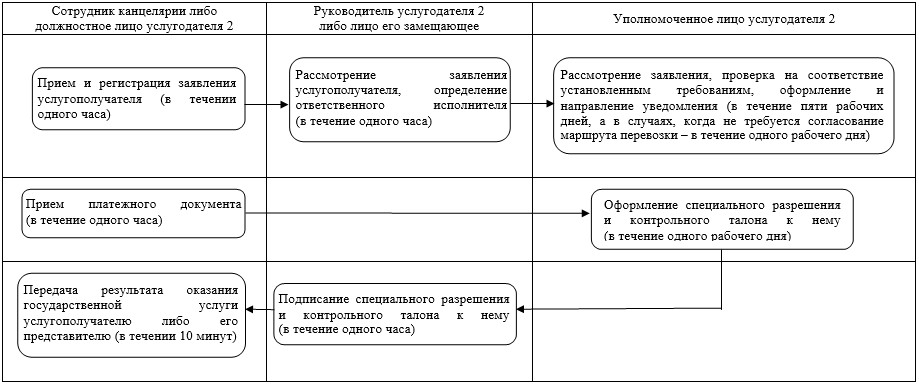 Сотрудник канцелярии либо
должностное лицо услугодателя 2
Руководитель услугодателя 2
либо лицо его замещающее
Уполномоченное лицо услугодателя 2
Прием и регистрация заявления
услугополучателя (в течении
одного часа)
Рассмотрение заявления
услугополучателя, определение
ответственного исполнителя
(в течение одного часа)
Рассмотрение заявления, проверка на соответствие
установленным требованиям, оформление и
направление уведомления (в течение пяти рабочих
дней, а в случаях, когда не требуется согласование
маршрута перевозки – в течение одного рабочего дня)
Прием платежного документа
(в течение одного часа)
Оформление специального разрешения
и контрольного талона к нему
(в течение одного рабочего дня)
Передача результата оказания
государственной услуги
услугополучателю либо его
представителю (в течении 10 минут)
Подписание специального разрешения
и контрольного талона к нему
(в течение одного часа)